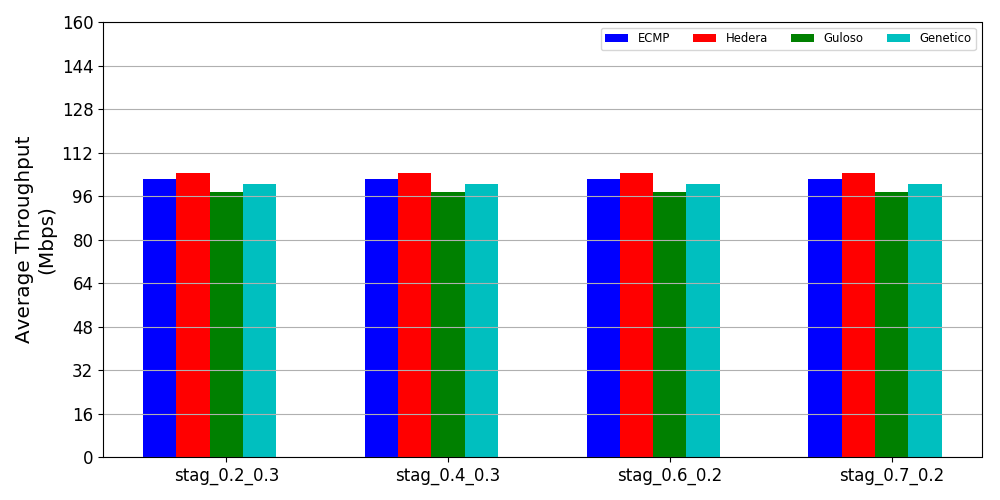 ECMP Hedera Guloso Genetico
160
144
128
112
96
80
64
48
32
16
0
Average Throughput
(Mbps)
stag_0.2_0.3 stag_0.4_0.3 stag_0.6_0.2 stag_0.7_0.2